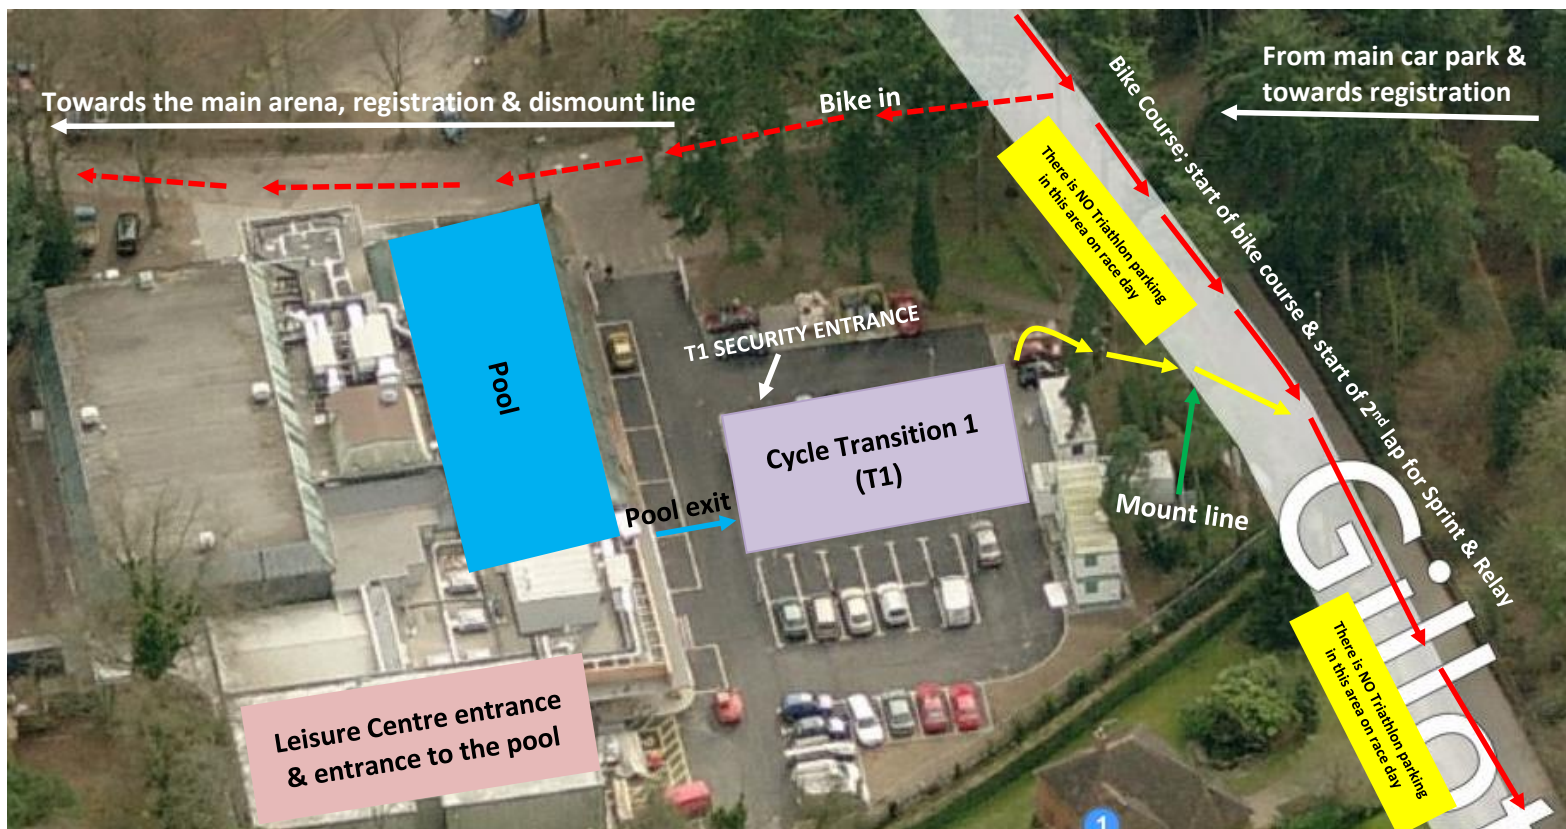 From main car park &
towards registration
Towards the main arena, registration & dismount line
Bike in
Bike Course; start of bike course & start of 2nd lap for Sprint & Relay
There is NO Triathlon parking
in this area on race
day
T1 SECURITY ENTRANCE
Pool
Cycle Transition 1
(T1)
Pool exit
Mount line
Gillot
There is NO Triathlon parking
in this area on race
day
Leisure Centre entrance
& entrance to the pool
1